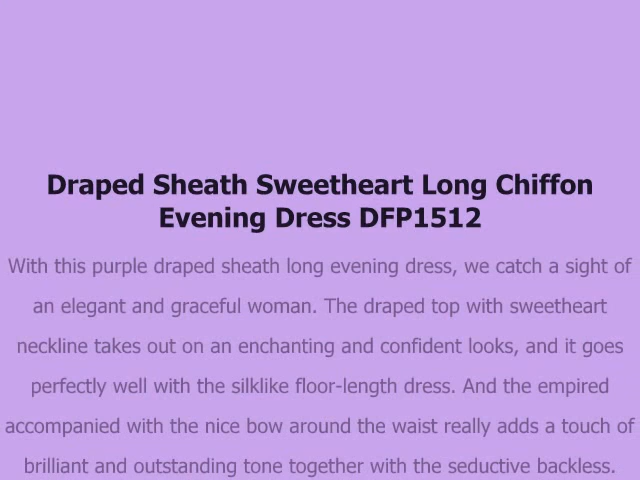 Draped Sheath Sweetheart Long Chiffon
Evening Dress DFP1512
With this purple draped sheath long evening dress, we catch a sight of
an elegant and graceful woman. The draped top with sweetheart
neckline takes out on an enchanting and confident looks, and it goes
perfectly well with the silklike floor-length dress. And the empired
accompanied with the nice bow around the waist really adds a touch of
brilliant and outstanding tone together with the seductive backless.